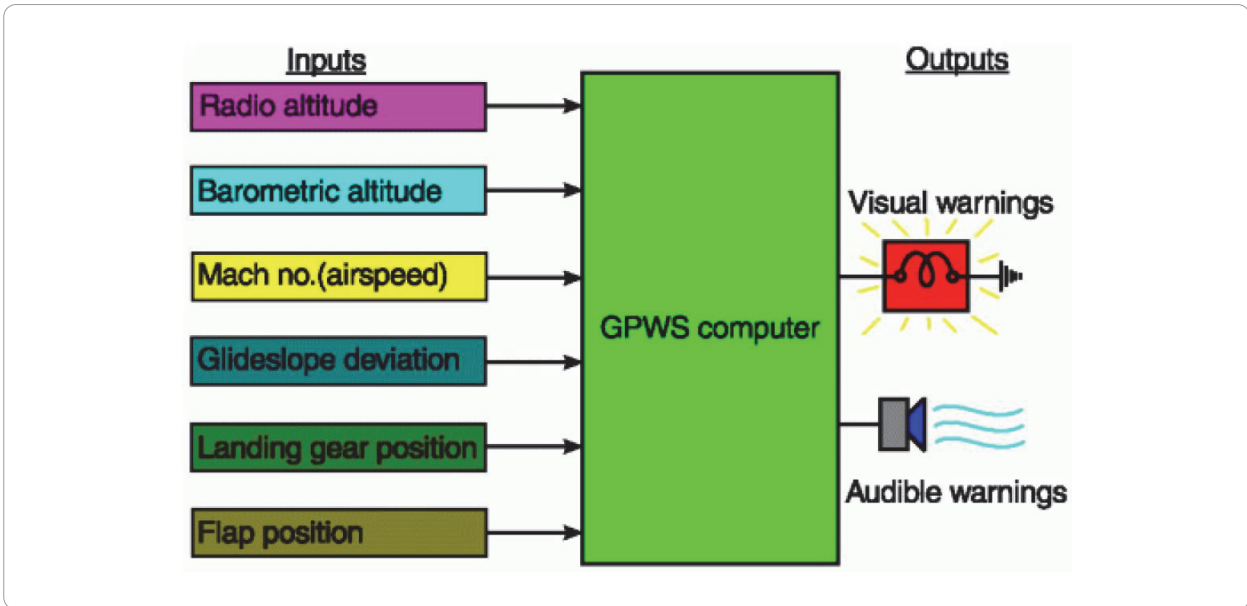 Inputs
Radio altitude
Barometric altitude
Mach no.(airspeed)
Glideslope deviation
Landing gear position
Flap position
GPWS computer
Outputs
Visual warnings
Audible warnings